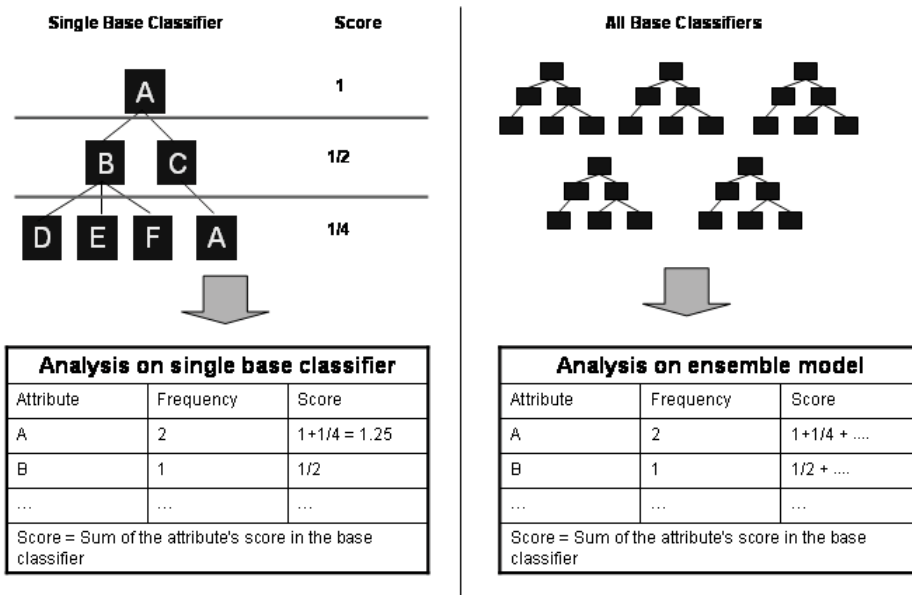 Single Base Classifier Score
A 1
B C 1/2
D E F A 1/4
Analysis on single base classifier
Attribute Frequency Score
A 2 1+1/4 = 1.25
B 1 1/2
... ... ...
Score = Sum of the attribute's score in the base
classifier
All Base Classifiers
Analysis on ensemble model
Attribute Frequency Score
A 2 1+1/4 + ....
B 1 1/2 + ....
... ... ...
Score = Sum of the attribute's score in the base
classifier